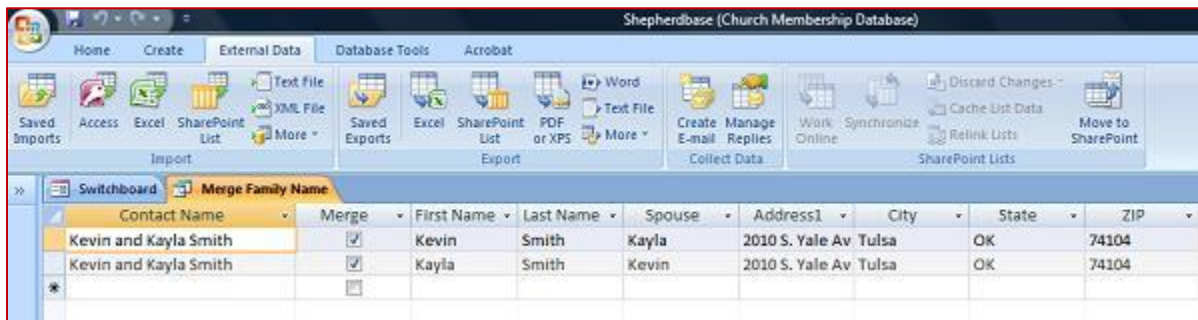 Shepherdbase (Church Membership Database)
Home Create External Data Database Tools Acrobat
Saved Imports
Access
Excel
SharePoint List
Text File
XML File
More
Import
Saved Exports
Excel
SharePoint List
PDF or XPS
Word
Text File
More
Export
Create E-mail
Manage Replies
Collect Data
Work Online
Synchronize
Discard Changes
Cache List Data
Relink Lists
Move to SharePoint
SharePoint Lists
» Switchboard Merge Family Name
Contact Name Merge First Name Last Name Spouse Address1 City State ZIP
Kevin and Kayla Smith Kevin Smith Kayla 2010 S. Yale Av Tulsa OK 74104
Kevin and Kayla Smith Kayla Smith Kevin 2010 S. Yale Av Tulsa OK 74104